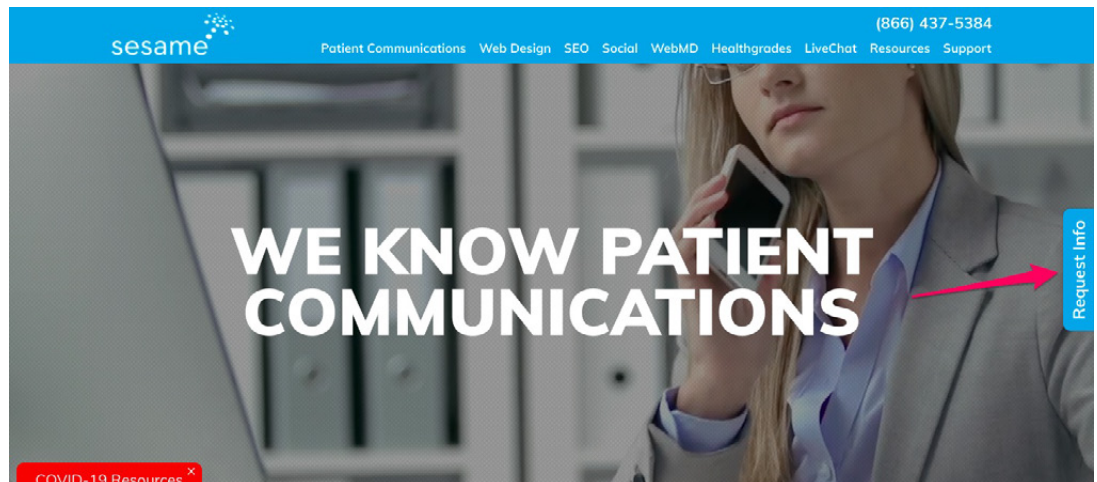 (866) 437-5384
sesame
Patient Communications Web Design SEO Social WebMD Healthgrades LiveChat Resources Support
WE KNOW PATIENT
COMMUNICATIONS
Request Info
COVID-19 Resources ×